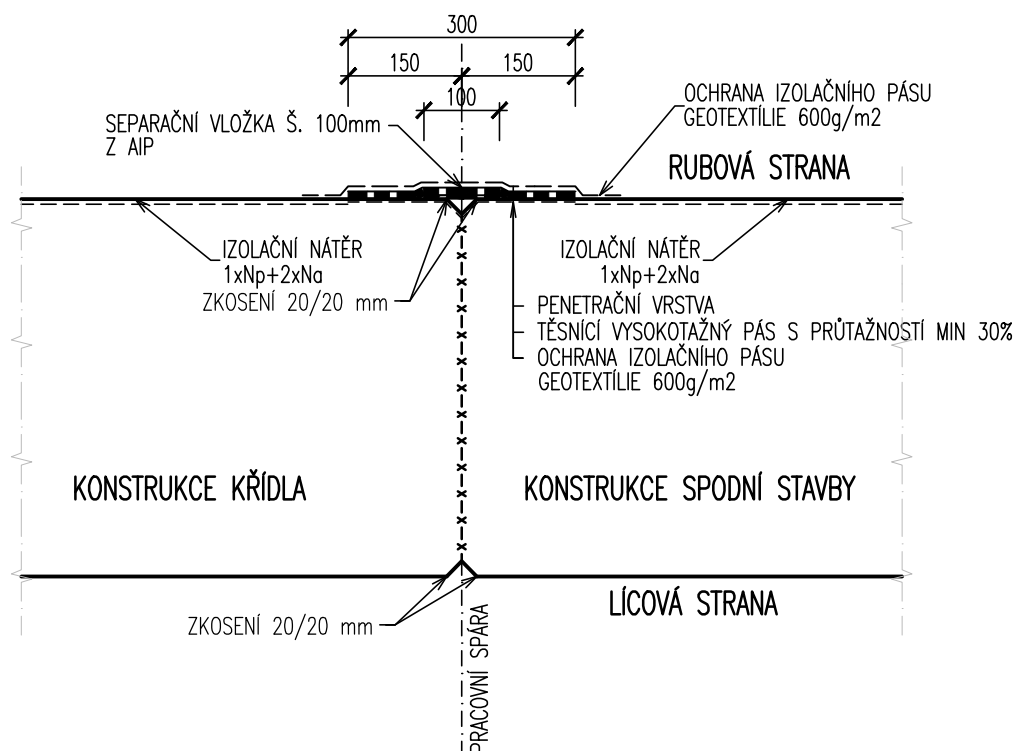 300
150
150
100
OCHRANA IZOLAČNÍHO PÁSU
GEOTEXTÍLIE 600g/m2
SEPARAČNÍ VLOŽKA Š. 100mm
Z AIP
RUBOVÁ STRANA
IZOLAČNÍ NÁTĚR
1xNp+2xNa
ZKOSENÍ 20/20 mm
IZOLAČNÍ NÁTĚR
1xNp+2xNa
PENETRAČNÍ VRSTVA
TĚSNÍCÍ VYSOKOTAŽNÝ PÁS S PRŮTAŽNOSTÍ MIN 30%
OCHRANA IZOLAČNÍHO PÁSU
GEOTEXTÍLIE 600g/m2
KONSTRUKCE KŘÍDLA
KONSTRUKCE SPODNÍ STAVBY
LÍCOVÁ STRANA
ZKOSENÍ 20/20 mm
PRACOVNÍ SPÁRA